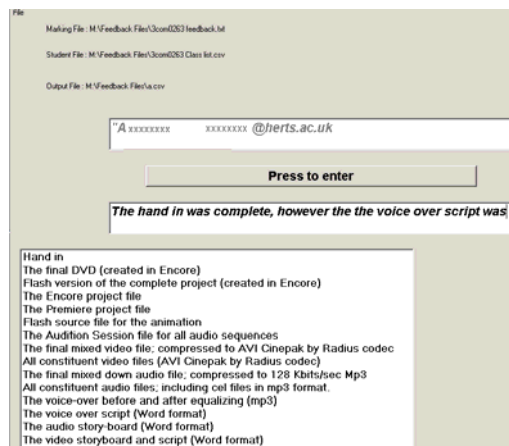 File
Marking File : M:\Feedback Files\3com0263 feedback.txt
Student File : M:\Feedback Files\3com0263 Class list.csv
Output File : M:\Feedback Files\a.csv
"A xxxxxxxx xxxxxxxx @herts.ac.uk
Press to enter
The hand in was complete, however the the voice over script was
Hand in
The final DVD (created in Encore)
Flash version of the complete project (created in Encore)
The Encore project file
The Premiere project file
Flash source file for the animation
The Audition Session file for all audio sequences
The final mixed video file; compressed to AVI Cinepak by Radius codec
All constituent video files (AVI Cinepak by Radius codec)
The final mixed down audio file; compressed to 128 Kbits/sec Mp3
All constituent audio files; including cel files in mp3 format.
The voice-over before and after equalizing (mp3)
The voice over script (Word format)
The audio story-board (Word format)
The video storyboard and script (Word format)